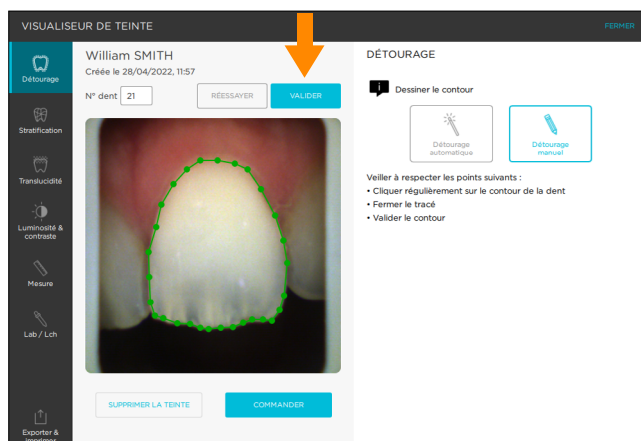 VISUALISEUR DE TEINTE
FERMER
Détourage
Stratification
Translucidité
Luminosité &
contraste
Mesure
Lab / Lch
Exporter &
imprimer
William SMITH
Créée le 28/04/2022, 11:57
N° dent 21
RÉESSAYER
VALIDER
SUPPRIMER LA TEINTE
COMMANDER
DÉTOURAGE
i Dessiner le contour
Détourage
automatique
Détourage
manuel
Veiller à respecter les points suivants :
• Cliquer régulièrement sur le contour de la dent
• Fermer le tracé
• Valider le contour